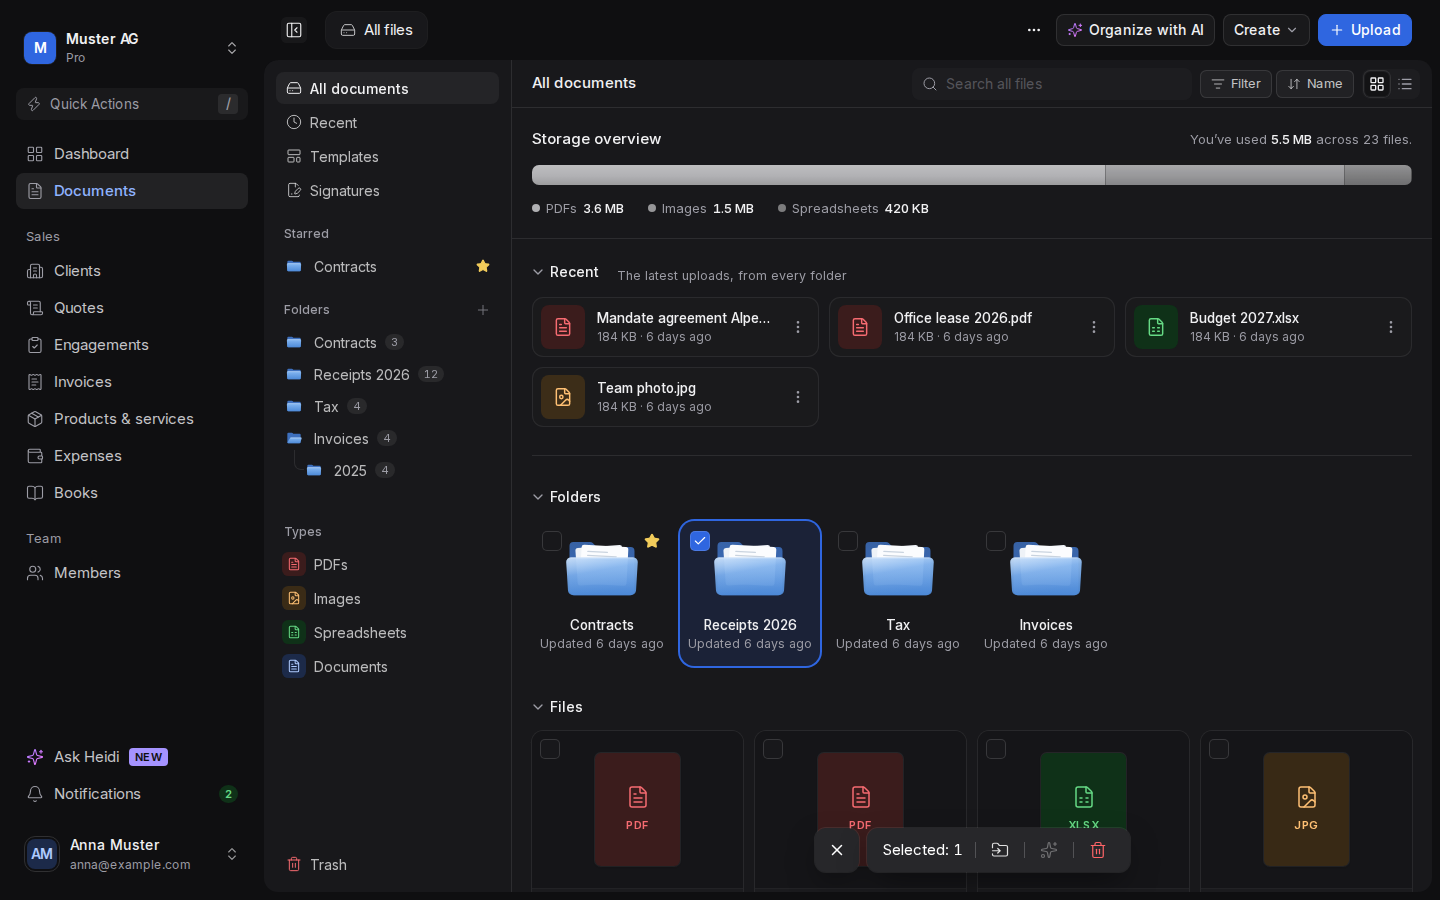 M
Muster AG
Pro
Quick Actions
/
Dashboard
Documents
Sales
Clients
Quotes
Engagements
Invoices
Products & services
Expenses
Books
Team
Members
Ask Heidi
NEW
Notifications
2
AM
Anna Muster
anna@example.com
All files
Organize with AI
Create
Upload
All documents
Recent
Templates
Signatures
Starred
Contracts
Folders
Contracts 3
Receipts 2026 12
Tax 4
Invoices 4
2025 4
Types
PDFs
Images
Spreadsheets
Documents
Trash
All documents
Search all files
Filter
Name
Storage overview
You've used 5.5 MB across 23 files.
PDFs 3.6 MB
Images 1.5 MB
Spreadsheets 420 KB
Recent
The latest uploads, from every folder
Mandate agreement Alpe...
184 KB · 6 days ago
Office lease 2026.pdf
184 KB · 6 days ago
Budget 2027.xlsx
184 KB · 6 days ago
Team photo.jpg
184 KB · 6 days ago
Folders
Contracts
Updated 6 days ago
Receipts 2026
Updated 6 days ago
Tax
Updated 6 days ago
Invoices
Updated 6 days ago
Files
PDF
PDF
XLSX
JPG
Selected: 1